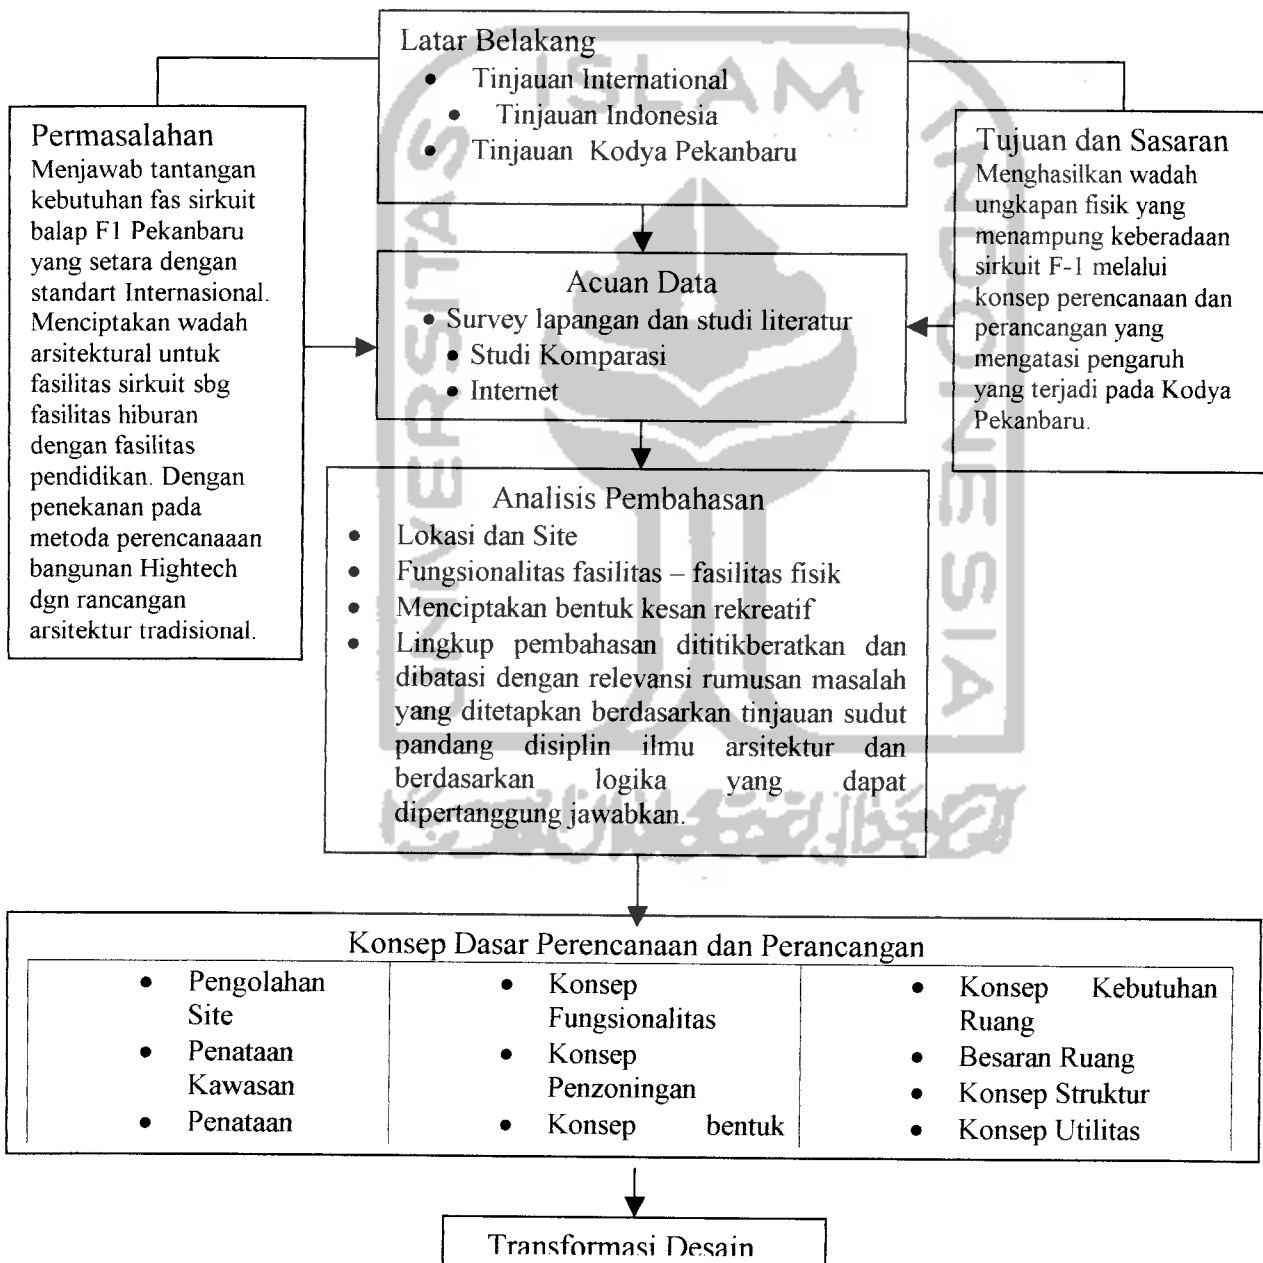 Latar Belakang
• Tinjauan International
• Tinjauan Indonesia
• Tinjauan Kodya Pekanbaru
Permasalahan
Menjawab tantangan
kebutuhan fas sirkuit
balap F1 Pekanbaru
yang setara dengan
standart Internasional.
Menciptakan wadah
arsitektural untuk
fasilitas sirkuit sbg
fasilitas hiburan
dengan fasilitas
pendidikan. Dengan
penekanan pada
metoda perencanaaan
bangunan Hightech
dgn rancangan
arsitektur tradisional.
Tujuan dan Sasaran
Menghasilkan wadah
ungkapan fisik yang
menampung keberadaan
sirkuit F-1 melalui
konsep perencanaan dan
perancangan yang
mengatasi pengaruh
yang terjadi pada Kodya
Pekanbaru.
Acuan Data
• Survey lapangan dan studi literatur
• Studi Komparasi
• Internet
Analisis Pembahasan
• Lokasi dan Site
• Fungsionalitas fasilitas – fasilitas fisik
• Menciptakan bentuk kesan rekreatif
• Lingkup pembahasan dititikberatkan dan
dibatasi dengan relevansi rumusan masalah
yang ditetapkan berdasarkan tinjauan sudut
pandang disiplin ilmu arsitektur dan
berdasarkan logika yang dapat
dipertanggung jawabkan.
Konsep Dasar Perencanaan dan Perancangan
• Pengolahan
Site
• Penataan
Kawasan
• Penataan
• Konsep
Fungsionalitas
• Konsep
Penzoningan
• Konsep bentuk
• Konsep Kebutuhan
Ruang
• Besaran Ruang
• Konsep Struktur
• Konsep Utilitas
Transformasi Desain
UNIVERSITAS
ISLAM
INDONESIA